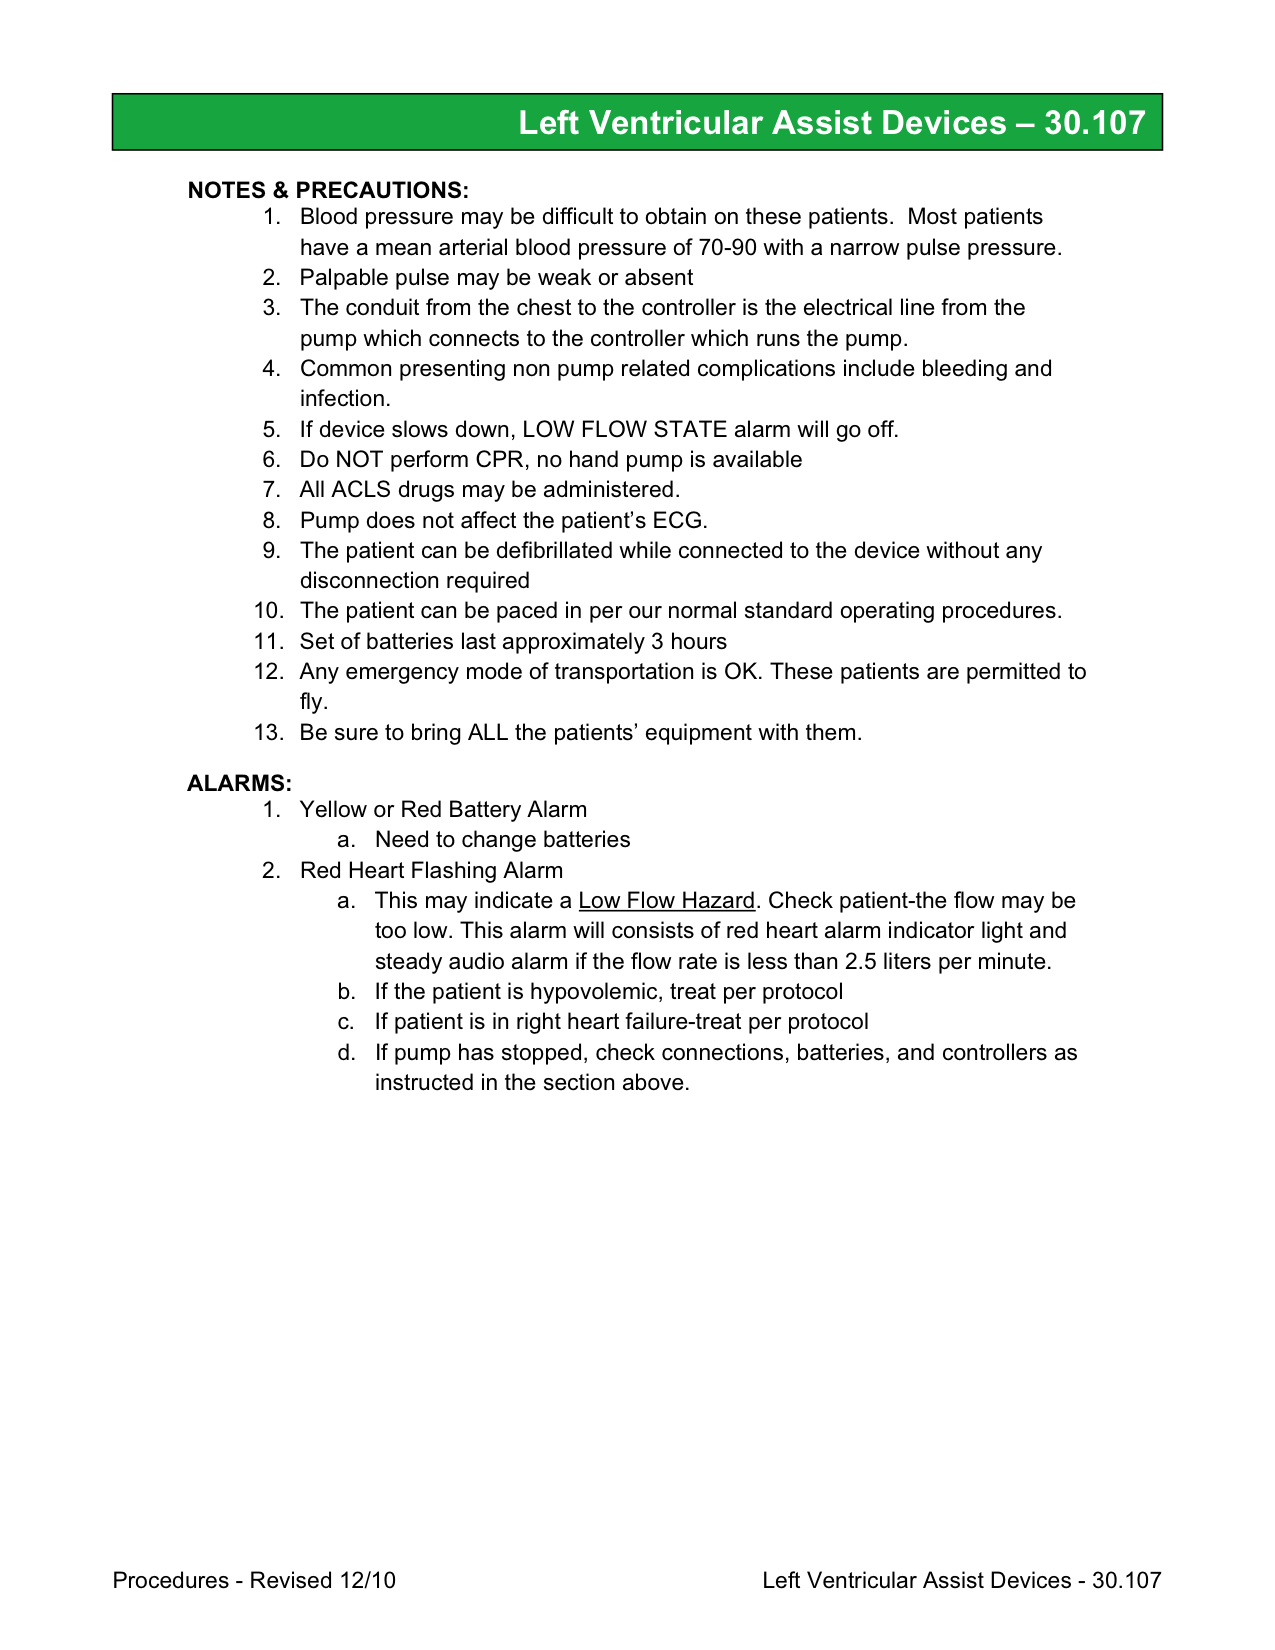 Left Ventricular Assist Devices – 30.107
NOTES & PRECAUTIONS:
1. Blood pressure may be difficult to obtain on these patients.  Most patients
have a mean arterial blood pressure of 70-90 with a narrow pulse pressure.
2. Palpable pulse may be weak or absent
3. The conduit from the chest to the controller is the electrical line from the
pump which connects to the controller which runs the pump.
4. Common presenting non pump related complications include bleeding and
infection.
5. If device slows down, LOW FLOW STATE alarm will go off.
6. Do NOT perform CPR, no hand pump is available
7. All ACLS drugs may be administered.
8. Pump does not affect the patient’s ECG.
9. The patient can be defibrillated while connected to the device without any
disconnection required
10. The patient can be paced in per our normal standard operating procedures.
11. Set of batteries last approximately 3 hours
12. Any emergency mode of transportation is OK. These patients are permitted to
fly.
13. Be sure to bring ALL the patients’ equipment with them.
ALARMS:
1. Yellow or Red Battery Alarm
a. Need to change batteries
2. Red Heart Flashing Alarm
a. This may indicate a Low Flow Hazard. Check patient-the flow may be
too low. This alarm will consists of red heart alarm indicator light and
steady audio alarm if the flow rate is less than 2.5 liters per minute.
b. If the patient is hypovolemic, treat per protocol
c. If patient is in right heart failure-treat per protocol
d. If pump has stopped, check connections, batteries, and controllers as
instructed in the section above.
Procedures - Revised 12/10
Left Ventricular Assist Devices - 30.107